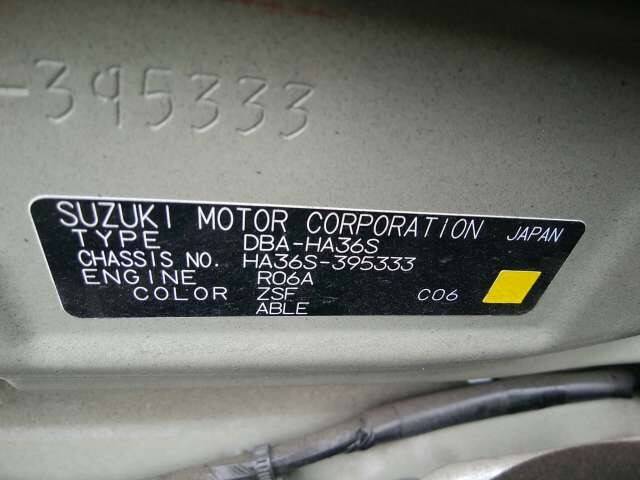 -395333
SUZUKI MOTOR CORPORATION JAPAN
TYPE DBA-HA36S
CHASSIS NO. HA36S-395333
ENGINE R06A
COLOR ZSF C06
ABLE